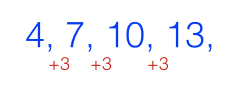 4, 7, 10, 13,
+3 +3 +3